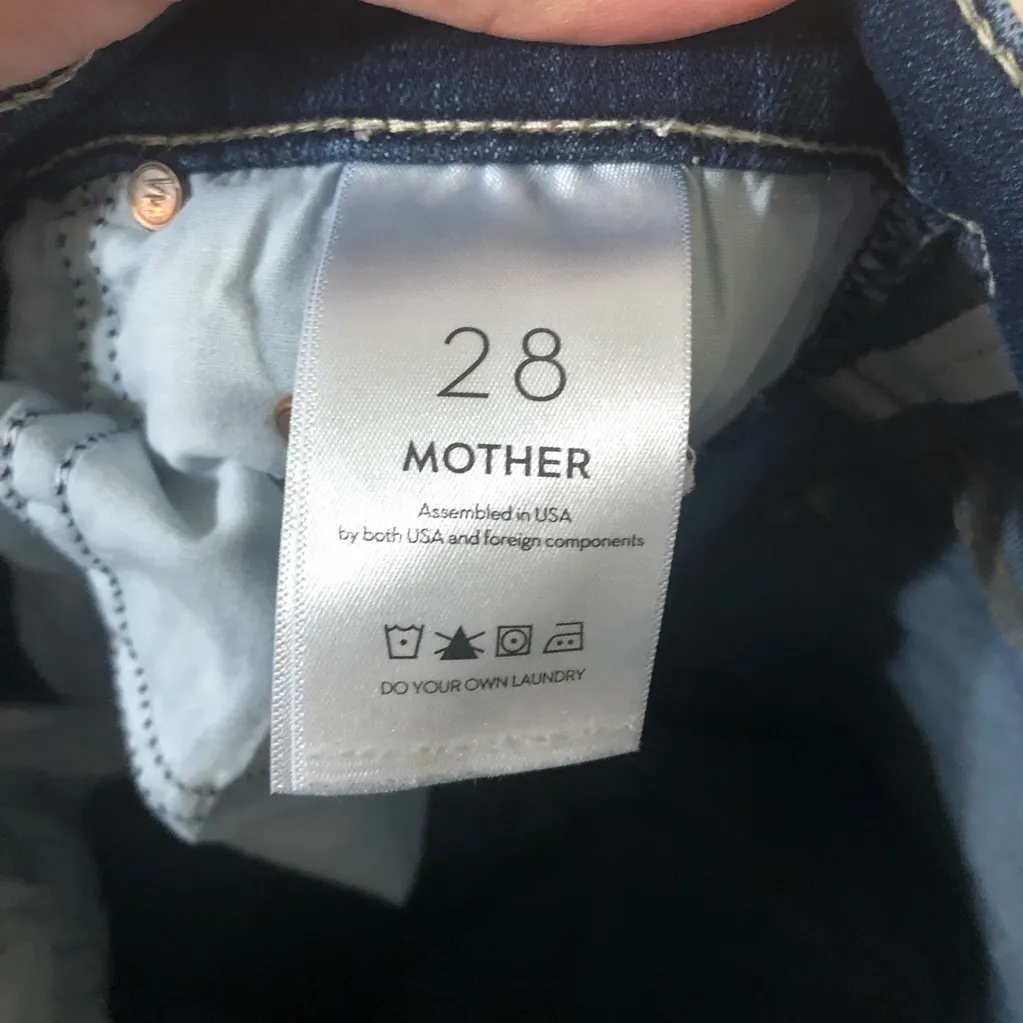 28
MOTHER
Assembled in USA
by both USA and foreign components
DO YOUR OWN LAUNDRY